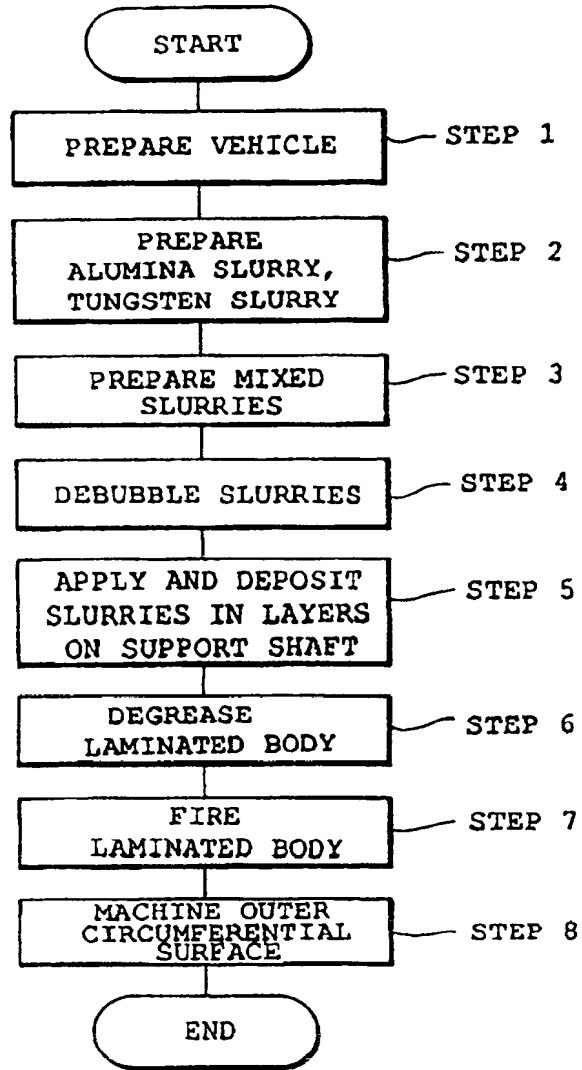 START
PREPARE VEHICLE
STEP 1
PREPARE
ALUMINA SLURRY,
TUNGSTEN SLURRY
STEP 2
PREPARE MIXED
SLURRIES
STEP 3
DEBUBBLE SLURRIES
STEP 4
APPLY AND DEPOSIT
SLURRIES IN LAYERS
ON SUPPORT SHAFT
STEP 5
DEGREASE
LAMINATED BODY
STEP 6
FIRE
LAMINATED BODY
STEP 7
MACHINE OUTER
CIRCUMFERENTIAL
SURFACE
STEP 8
END